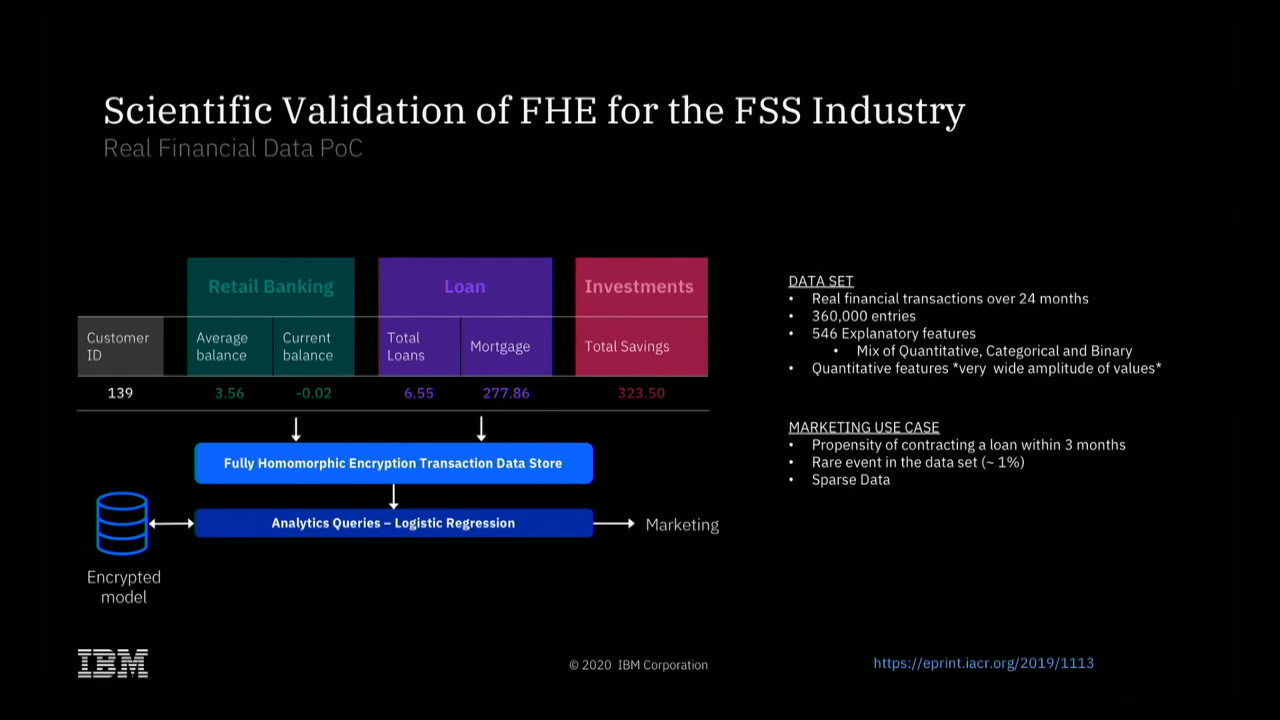 Scientific Validation of FHE for the FSS Industry
Real Financial Data PoC
Retail Banking
Loan
Investments
Customer
ID
Average
balance
Current
balance
Total
Loans
Mortgage
Total Savings
139
3.56
-0.02
6.55
277.86
323.50
Fully Homomorphic Encryption Transaction Data Store
Analytics Queries – Logistic Regression
Marketing
Encrypted
model
DATA SET
• Real financial transactions over 24 months
• 360,000 entries
• 546 Explanatory features
• Mix of Quantitative, Categorical and Binary
• Quantitative features *very wide amplitude of values*
MARKETING USE CASE
• Propensity of contracting a loan within 3 months
• Rare event in the data set (~ 1%)
• Sparse Data
IBM
© 2020 IBM Corporation
https://eprint.iacr.org/2019/1113